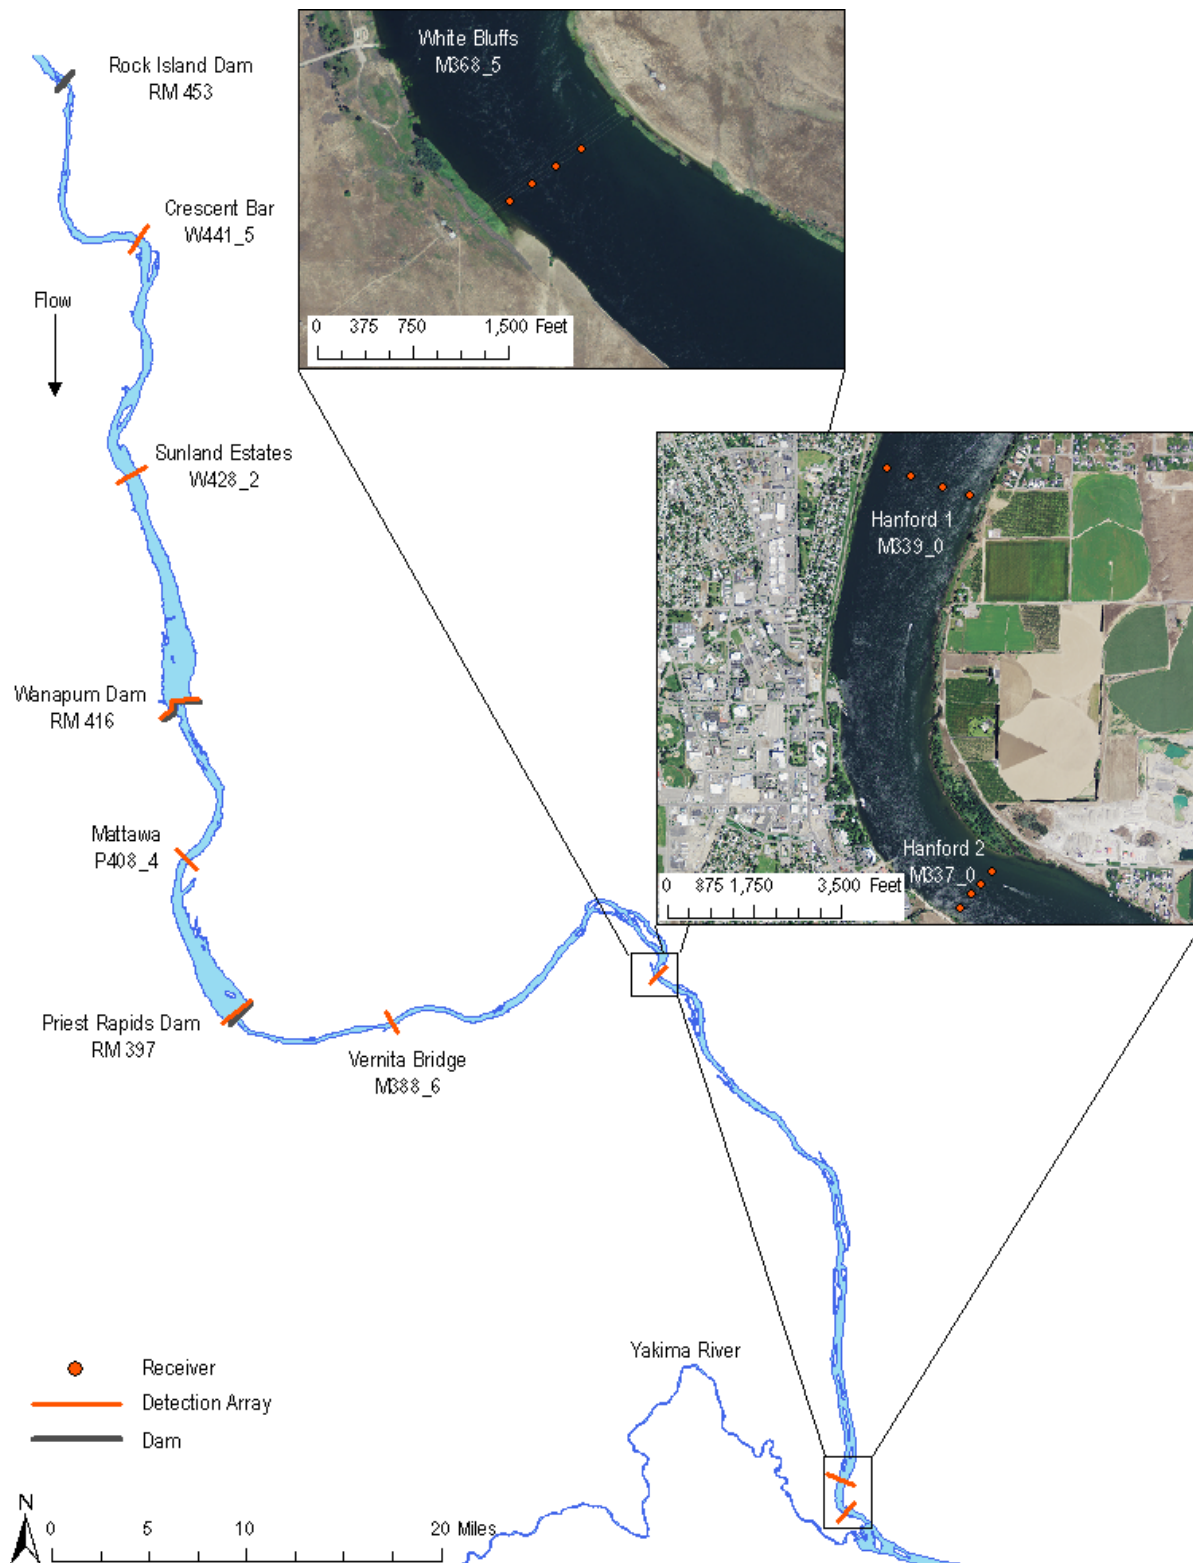 White Bluffs
M368_5
Rock Island Dam
RM 453
Crescent Bar
W441_5
Flow
0 375 750 1,500 Feet
Sunland Estates
W428_2
Hanford 1
M339_0
Wanapum Dam
RM 416
Mattawa
P408_4
Hanford 2
M337_0
0 875 1,750 3,500 Feet
Priest Rapids Dam
RM 397
Vernita Bridge
M388_6
Yakima River
Receiver
Detection Array
Dam
N
0 5 10 20 Miles